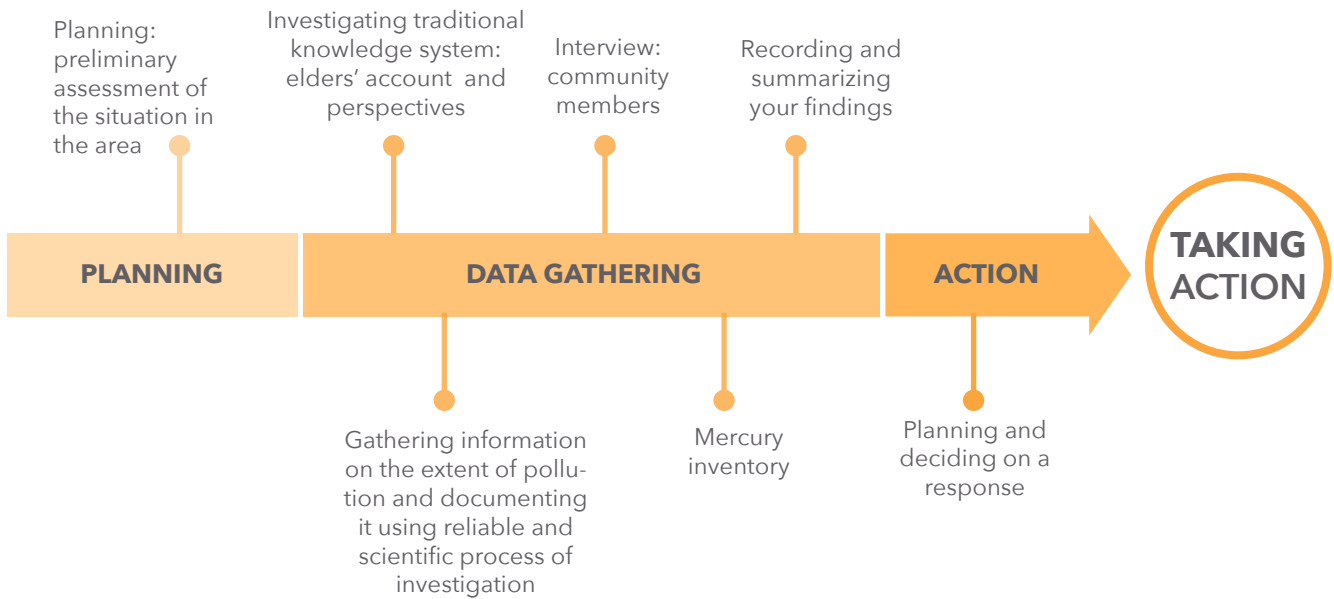 Planning:
preliminary
assessment of
the situation in
the area
Investigating traditional
knowledge system:
elders’ account and
perspectives
Interview:
community
members
Recording and
summarizing
your findings
PLANNING
DATA GATHERING
ACTION
TAKING
ACTION
Gathering information
on the extent of pollu-
tion and documenting
it using reliable and
scientific process of
investigation
Mercury
inventory
Planning and
deciding on a
response